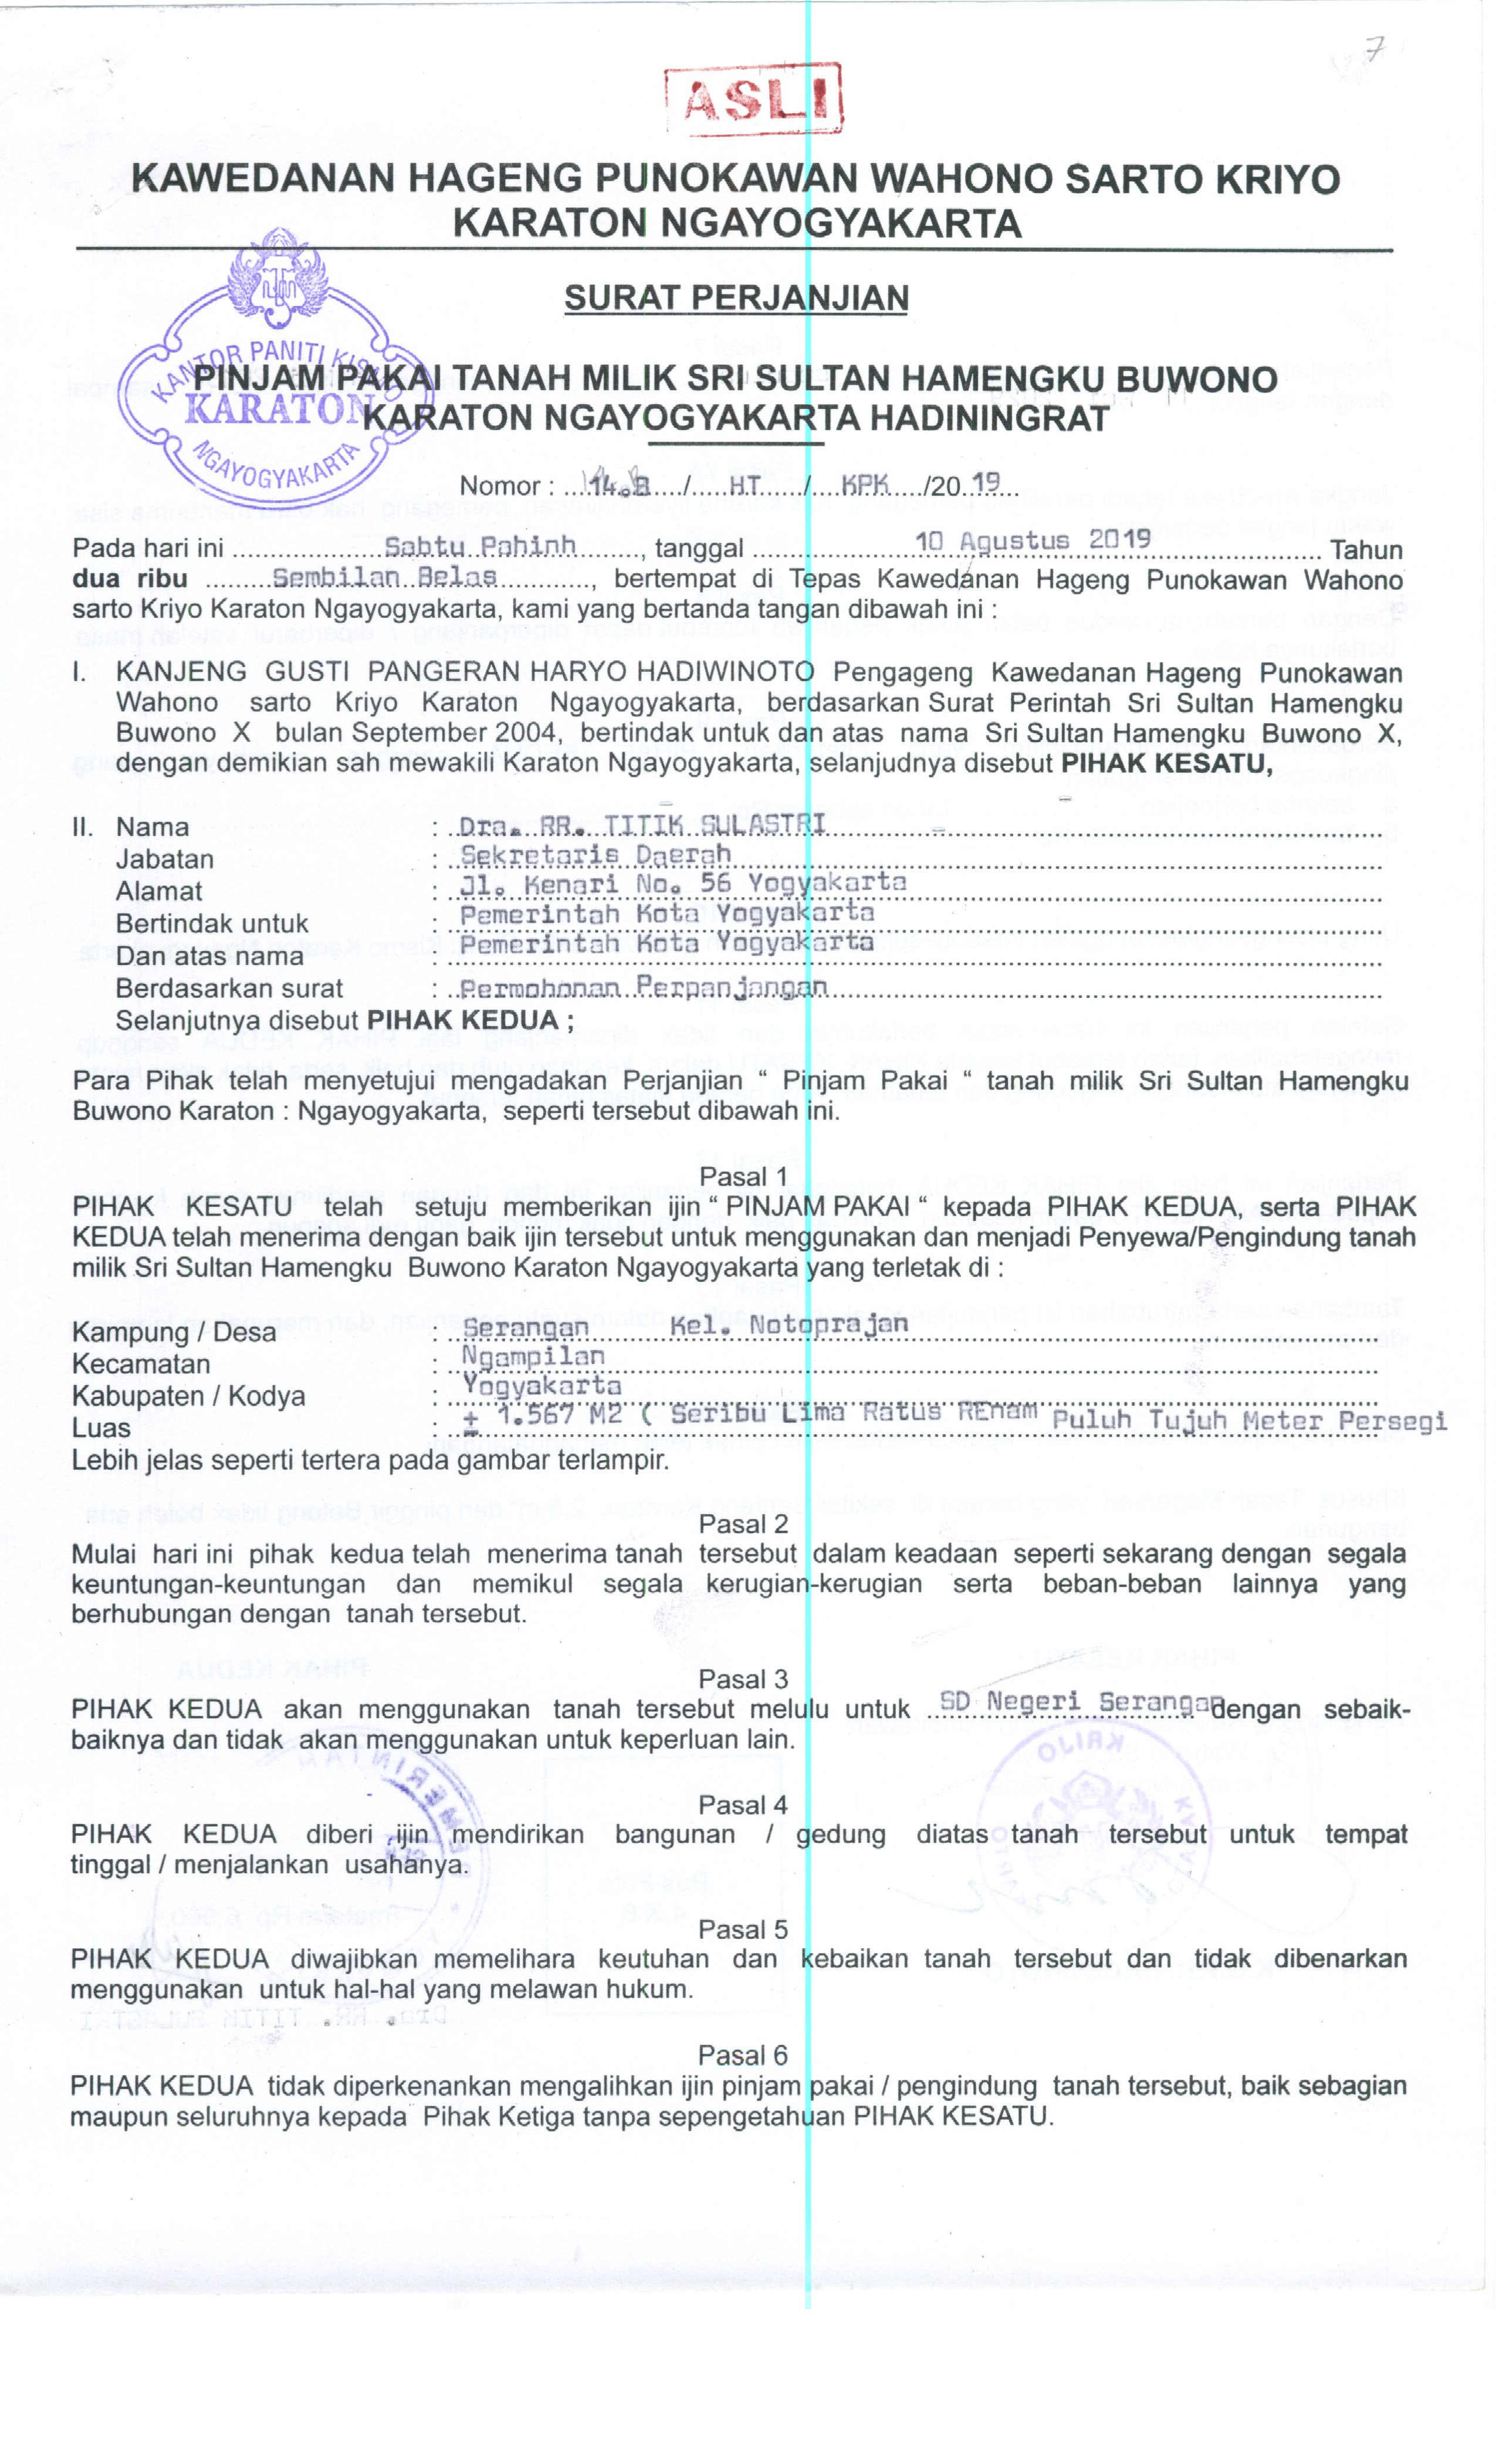 7
ASLI
KAWEDANAN HAGENG PUNOKAWAN WAHONO SARTO KRIYO
KARATON NGAYOGYAKARTA
SURAT PERJANJIAN
KANTOR PANITI KISMO
KARATON
NGAYOGYAKARTA
PINJAM PAKAI TANAH MILIK SRI SULTAN HAMENGKU BUWONO
KARATON NGAYOGYAKARTA HADININGRAT
Nomor : ....14.B..../.....HT...../....KPK..../20.19....
Pada hari ini ....................Sabtu Pahinh........, tanggal ....................10 Agustus 2019.................... Tahun
dua ribu .........Sembilan Belas............, bertempat di Tepas Kawedanan Hageng Punokawan Wahono
sarto Kriyo Karaton Ngayogyakarta, kami yang bertanda tangan dibawah ini :
I. KANJENG GUSTI PANGERAN HARYO HADIWINOTO Pengageng Kawedanan Hageng Punokawan
Wahono sarto Kriyo Karaton Ngayogyakarta, berdasarkan Surat Perintah Sri Sultan Hamengku
Buwono X bulan September 2004, bertindak untuk dan atas nama Sri Sultan Hamengku Buwono X,
dengan demikian sah mewakili Karaton Ngayogyakarta, selanjudnya disebut PIHAK KESATU,
II. Nama : Dra. RR. TITIK SULASTRI
Jabatan : Sekretaris Daerah
Alamat : Jl. Kenari No. 56 Yogyakarta
Bertindak untuk : Pemerintah Kota Yogyakarta
Dan atas nama : Pemerintah Kota Yogyakarta
Berdasarkan surat : Permohonan Perpanjangan
Selanjutnya disebut PIHAK KEDUA ;
Para Pihak telah menyetujui mengadakan Perjanjian “ Pinjam Pakai “ tanah milik Sri Sultan Hamengku
Buwono Karaton : Ngayogyakarta, seperti tersebut dibawah ini.
Pasal 1
PIHAK KESATU telah setuju memberikan ijin “ PINJAM PAKAI “ kepada PIHAK KEDUA, serta PIHAK
KEDUA telah menerima dengan baik ijin tersebut untuk menggunakan dan menjadi Penyewa/Pengindung tanah
milik Sri Sultan Hamengku Buwono Karaton Ngayogyakarta yang terletak di :
Kampung / Desa : Serangan Kel. Notoprajan
Kecamatan : Ngampilan
Kabupaten / Kodya : Yogyakarta
Luas : ± 1.567 M2 ( Seribu Lima Ratus REnam Puluh Tujuh Meter Persegi
Lebih jelas seperti tertera pada gambar terlampir.
Pasal 2
Mulai hari ini pihak kedua telah menerima tanah tersebut dalam keadaan seperti sekarang dengan segala
keuntungan-keuntungan dan memikul segala kerugian-kerugian serta beban-beban lainnya yang
berhubungan dengan tanah tersebut.
Pasal 3
PIHAK KEDUA akan menggunakan tanah tersebut melulu untuk ..SD Negeri Serangan dengan sebaik-
baiknya dan tidak akan menggunakan untuk keperluan lain.
Pasal 4
PIHAK KEDUA diberi ijin mendirikan bangunan / gedung diatas tanah tersebut untuk tempat
tinggal / menjalankan usahanya.
Pasal 5
PIHAK KEDUA diwajibkan memelihara keutuhan dan kebaikan tanah tersebut dan tidak dibenarkan
menggunakan untuk hal-hal yang melawan hukum.
Pasal 6
PIHAK KEDUA tidak diperkenankan mengalihkan ijin pinjam pakai / pengindung tanah tersebut, baik sebagian
maupun seluruhnya kepada Pihak Ketiga tanpa sepengetahuan PIHAK KESATU.